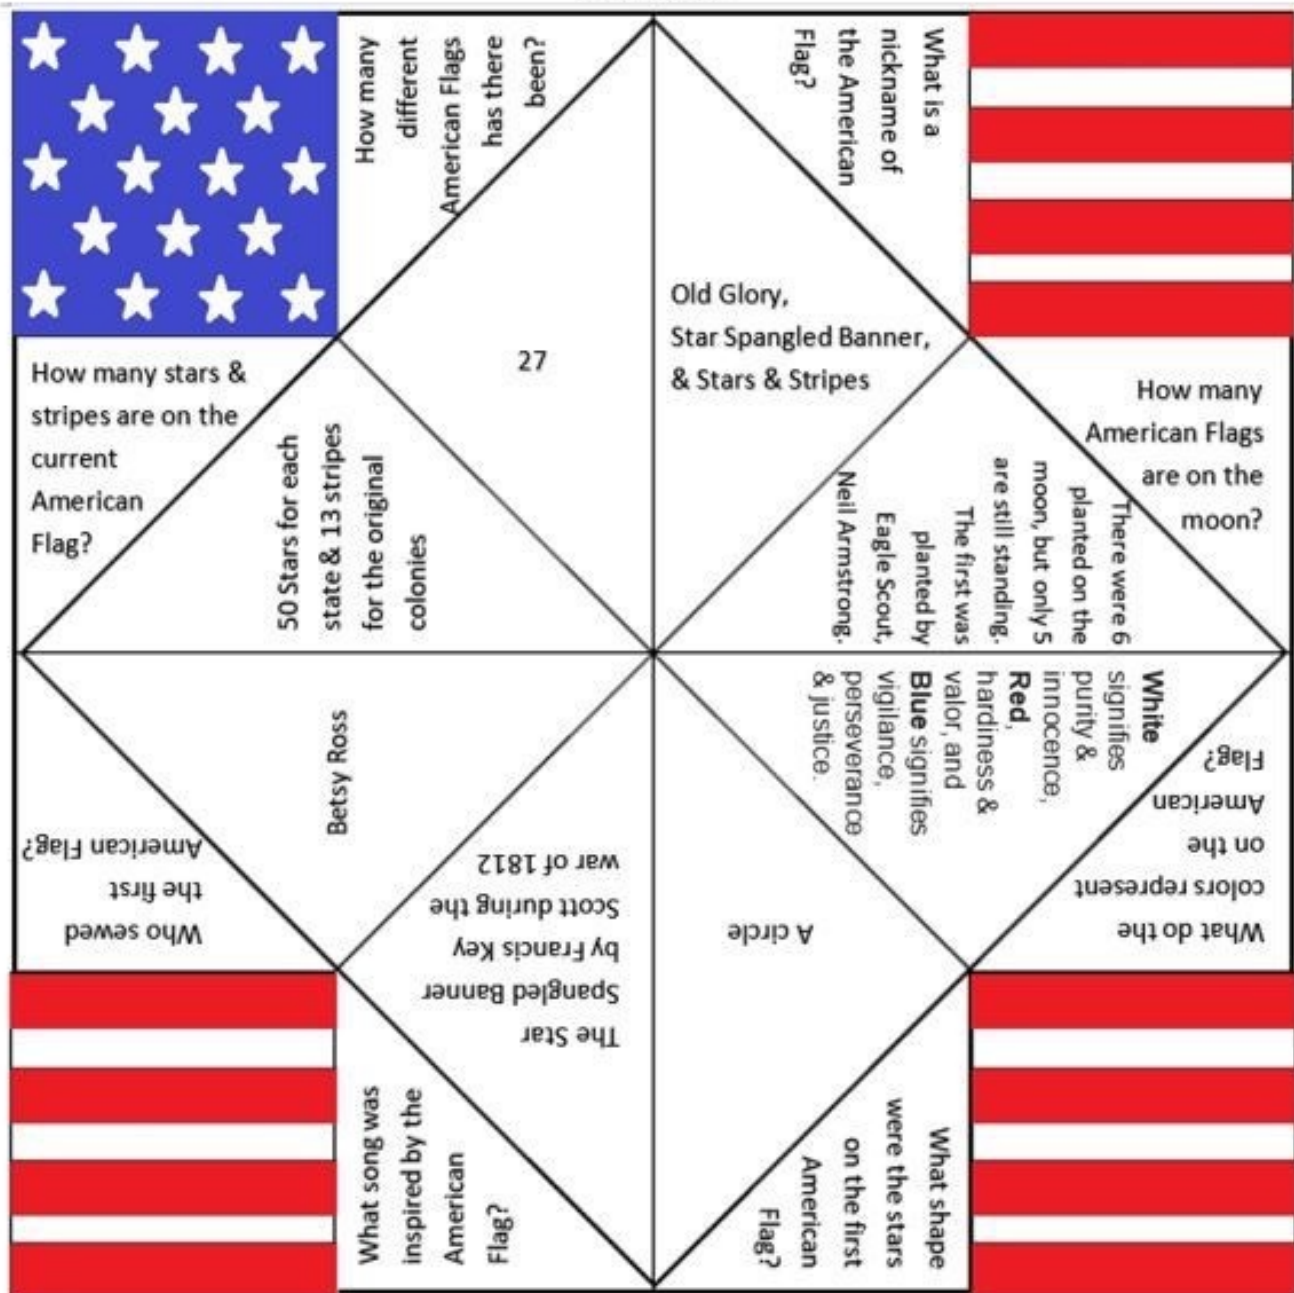 How many
different
American Flags
has there
been?
What is a
nickname of
the American
Flag?
27
Old Glory,
Star Spangled Banner,
& Stars & Stripes
How many stars &
stripes are on the
current
American
Flag?
50 Stars for each
state & 13 stripes
for the original
colonies
How many
American Flags
are on the
moon?
There were 6
planted on the
moon, but only 5
are still standing.
The first was
planted by
Eagle Scout,
Neil Armstrong.
White
signifies
purity &
innocence,
Red,
hardiness &
valor, and
Blue signifies
vigilance,
perseverance
& justice.
What do the
colors represent
on the
American
Flag?
Betsy Ross
Who sewed
the first
American Flag?
The Star
Spangled Banner
by Francis Key
Scott during the
war of 1812
A circle
What song was
inspired by the
American
Flag?
What shape
were the stars
on the first
American
Flag?